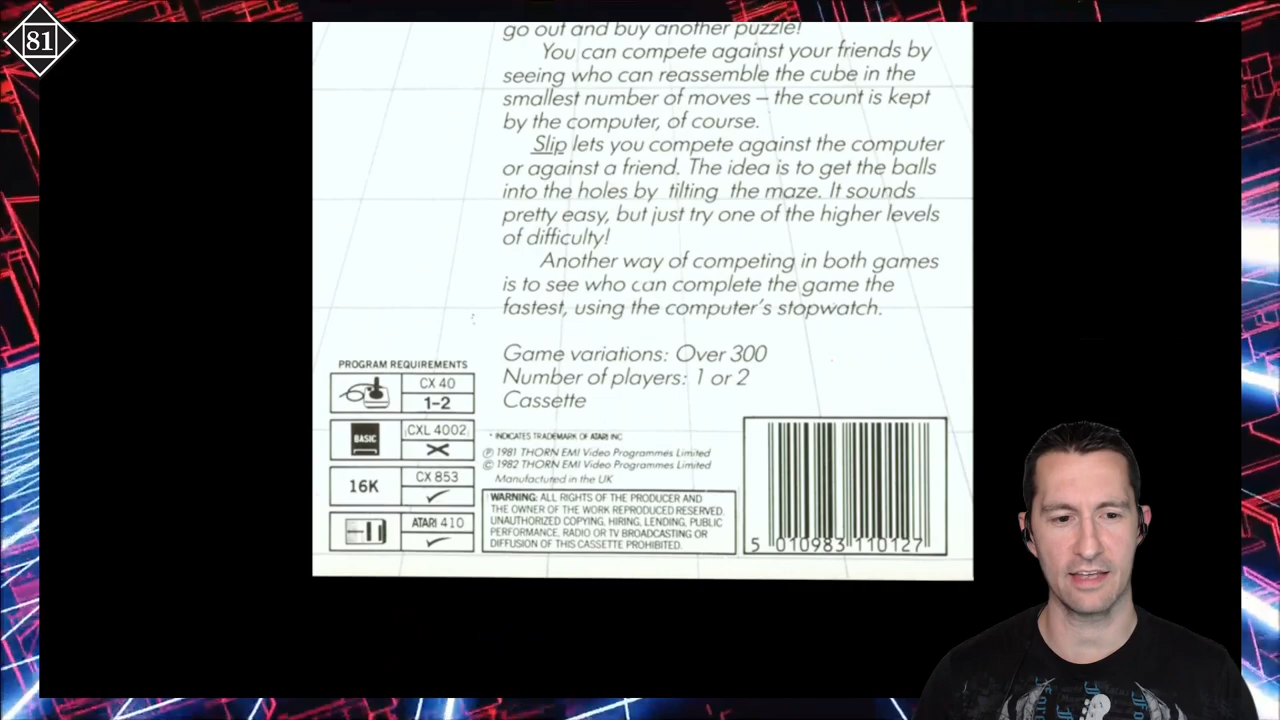 81
go out and buy another puzzle!
You can compete against your friends by
seeing who can reassemble the cube in the
smallest number of moves – the count is kept
by the computer, of course.
Slip lets you compete against the computer
or against a friend. The idea is to get the balls
into the holes by tilting the maze. It sounds
pretty easy, but just try one of the higher levels
of difficulty!
Another way of competing in both games
is to see who can complete the game the
fastest, using the computer's stopwatch.
Game variations: Over 300
Number of players: 1 or 2
Cassette
PROGRAM REQUIREMENTS
CX 40
1-2
BASIC
CXL 4002
16K
CX 853
ATARI 410
* INDICATES TRADEMARK OF ATARI INC
Ⓟ 1981 THORN EMI Video Programmes Limited
© 1982 THORN EMI Video Programmes Limited
Manufactured in the UK
WARNING: ALL RIGHTS OF THE PRODUCER AND
THE OWNER OF THE WORK REPRODUCED RESERVED.
UNAUTHORIZED COPYING, HIRING, LENDING, PUBLIC
PERFORMANCE, RADIO OR TV BROADCASTING OR
DIFFUSION OF THIS CASSETTE PROHIBITED.
5 010983 110127